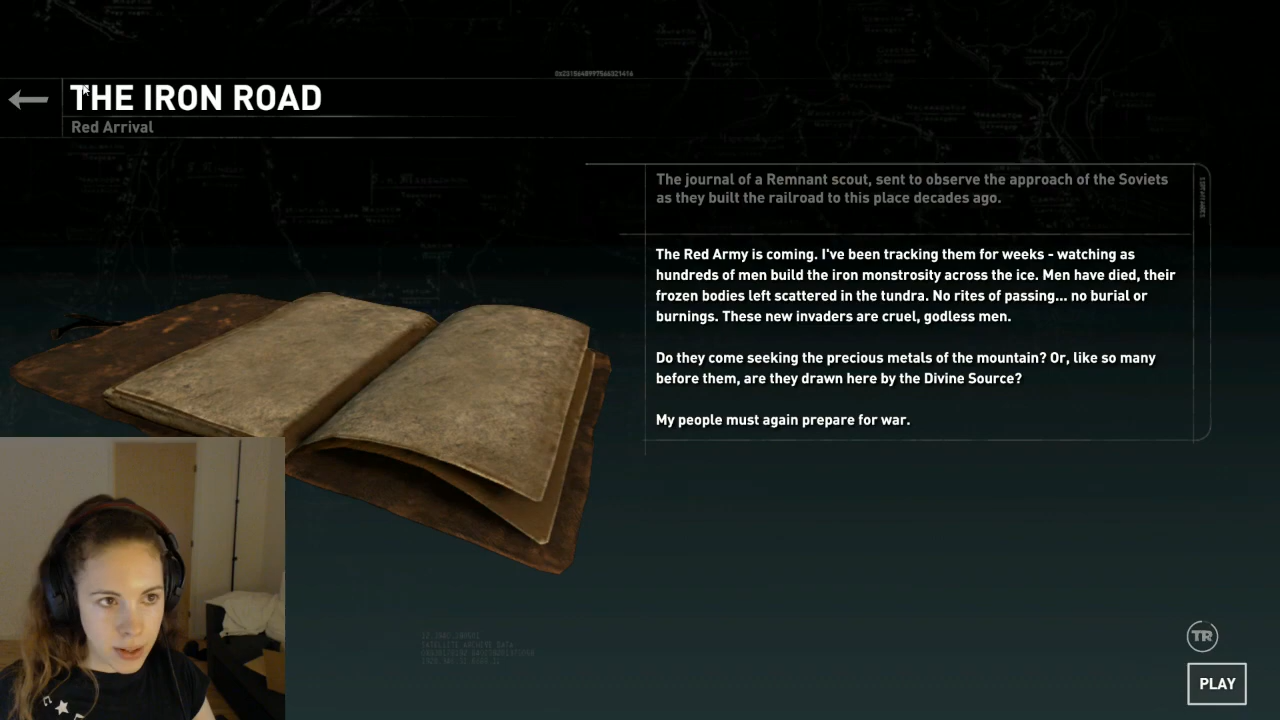 0x2315648997564021416
THE IRON ROAD
Red Arrival
The journal of a Remnant scout, sent to observe the approach of the Soviets
as they built the railroad to this place decades ago.
The Red Army is coming. I've been tracking them for weeks - watching as
hundreds of men build the iron monstrosity across the ice. Men have died, their
frozen bodies left scattered in the tundra. No rites of passing... no burial or
burnings. These new invaders are cruel, godless men.
Do they come seeking the precious metals of the mountain? Or, like so many
before them, are they drawn here by the Divine Source?
My people must again prepare for war.
SATELLITE ARCHERS DATA
TR
PLAY